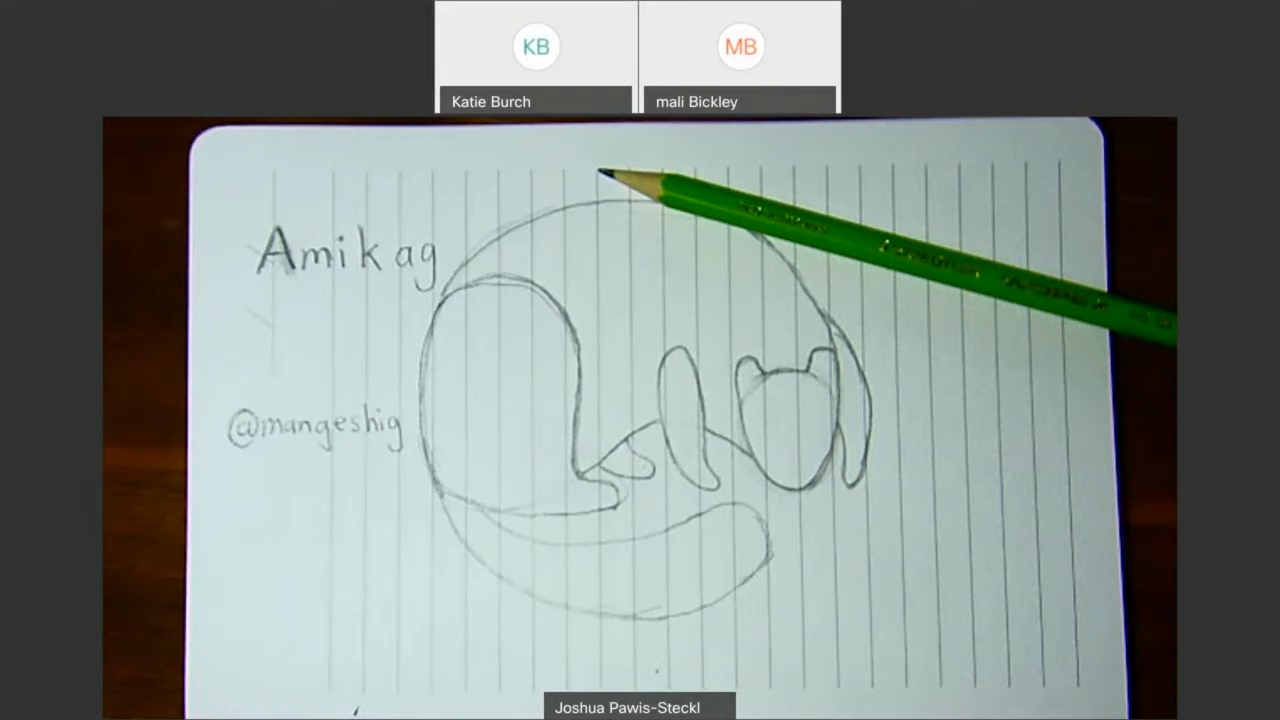 KB
MB
Katie Burch
mali Bickley
Amikag
@mangeshig
Joshua Pawis-Steckl